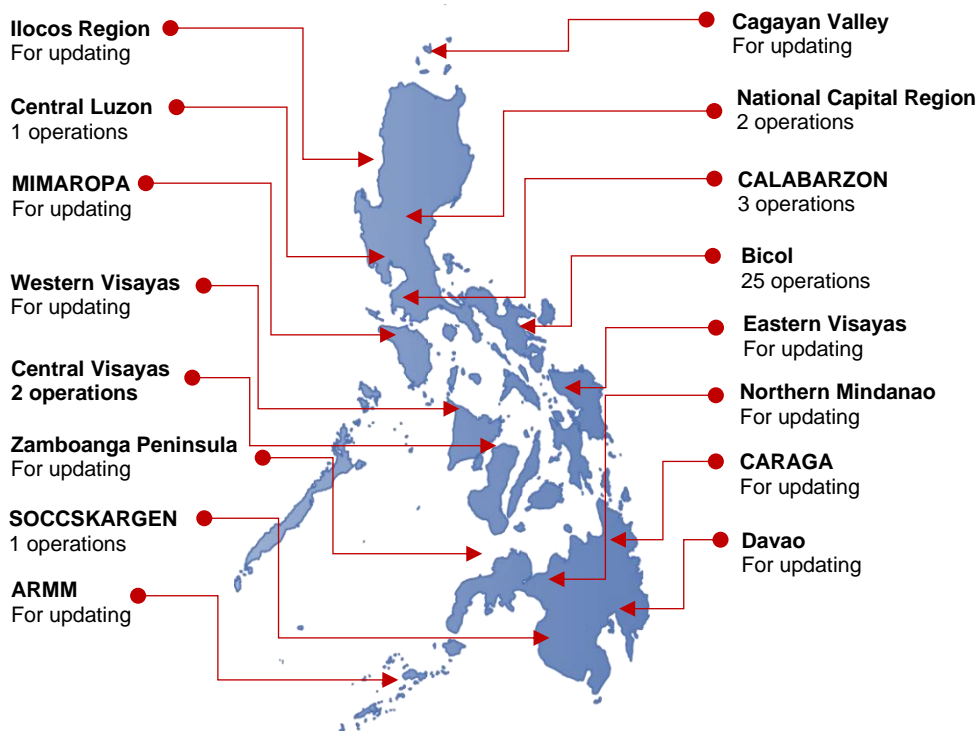 Ilocos Region
For updating
Central Luzon
1 operations
MIMAROPA
For updating
Western Visayas
For updating
Central Visayas
2 operations
Zamboanga Peninsula
For updating
SOCCSKARGEN
1 operations
ARMM
For updating
Cagayan Valley
For updating
National Capital Region
2 operations
CALABARZON
3 operations
Bicol
25 operations
Eastern Visayas
For updating
Northern Mindanao
For updating
CARAGA
For updating
Davao
For updating